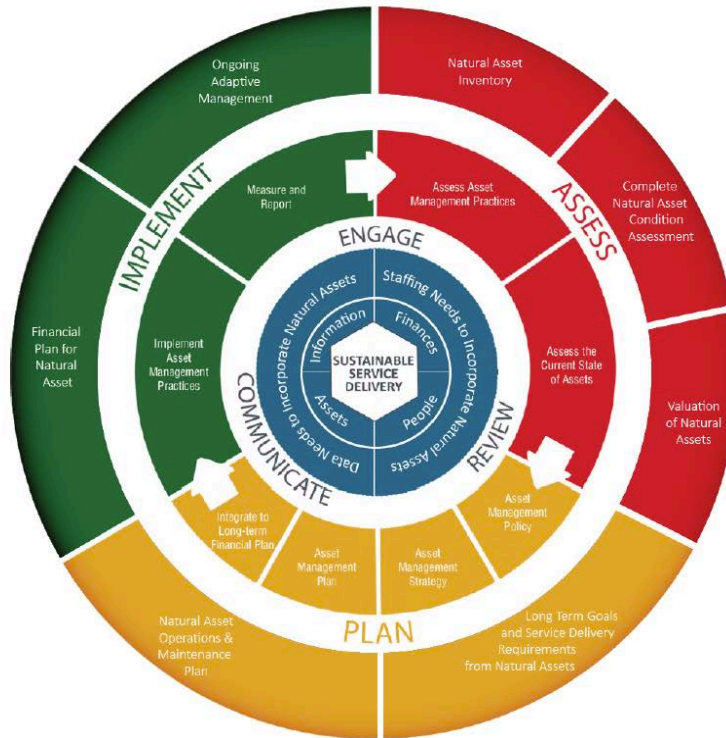 Ongoing
Adaptive
Management
Natural Asset
Inventory
Complete
Natural Asset
Condition
Assessment
Valuation
of Natural
Assets
Long Term Goals
and Service Delivery
Requirements
from Natural Assets
Natural Asset
Operations &
Maintenance
Plan
Financial
Plan for
Natural
Asset
IMPLEMENT
ASSESS
PLAN
Measure and
Report
Assess Asset
Management Practices
Assess the
Current State
of Assets
Asset
Management
Policy
Asset
Management
Strategy
Asset
Management
Plan
Integrate to
Long-term
Financial Plan
Implement
Asset
Management
Practices
ENGAGE
REVIEW
COMMUNICATE
Data Needs to Incorporate Natural Assets
Staffing Needs to Incorporate Natural Assets
Information
Finances
People
Assets
SUSTAINABLE
SERVICE
DELIVERY